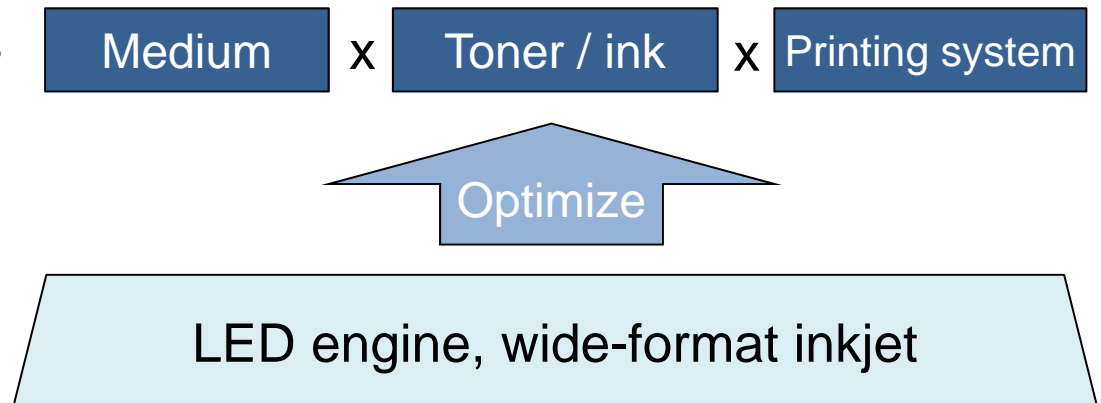 Medium x Toner / ink x Printing system
Optimize
LED engine, wide-format inkjet